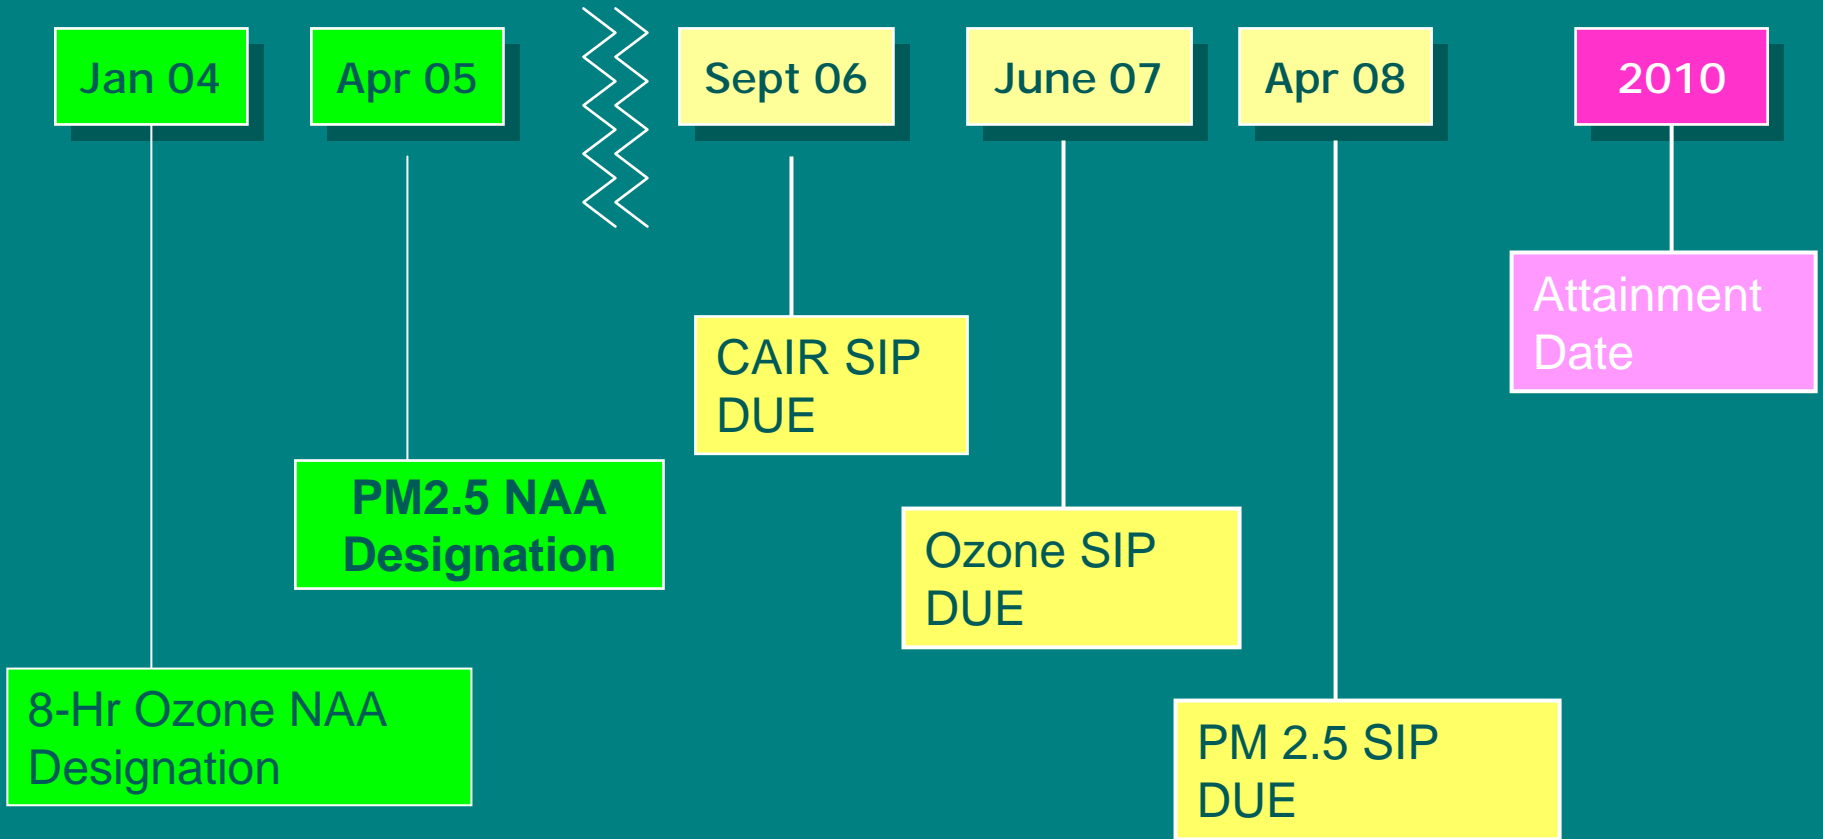 Jan 04
Apr 05
Sept 06
June 07
Apr 08
2010
Attainment
Date
CAIR SIP
DUE
PM2.5 NAA
Designation
Ozone SIP
DUE
8-Hr Ozone NAA
Designation
PM 2.5 SIP
DUE